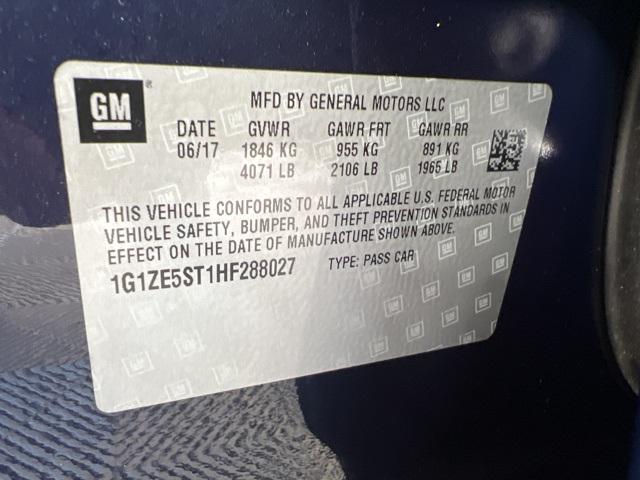 GM
MFD BY GENERAL MOTORS LLC
DATE GVWR GAWR FRT GAWR RR
06/17 1846 KG 955 KG 891 KG
4071 LB 2106 LB 1965 LB
THIS VEHICLE CONFORMS TO ALL APPLICABLE U.S. FEDERAL MOTOR
VEHICLE SAFETY, BUMPER, AND THEFT PREVENTION STANDARDS IN
EFFECT ON THE DATE OF MANUFACTURE SHOWN ABOVE.
1G1ZE5ST1HF288027 TYPE: PASS CAR